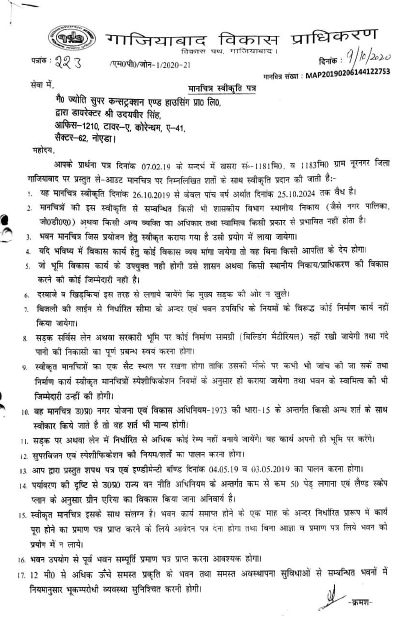 गाजियाबाद विकास प्राधिकरण
विकास पथ, गाजियाबाद।
पत्रांक : 223 /एम0पी0/जोन-1/2020-21 दिनांक : 9/10/2020
मानचित्र संख्या : MAP20190206144122753
मानचित्र स्वीकृति पत्र
सेवा में,
मै0 ज्योति सुपर कन्सट्रक्शन एण्ड हाउसिंग प्रा0 लि0,
द्वारा डायरेक्टर श्री उदयवीर सिंह,
आफिस-1210, टावर-ए, कोरेन्थम, ए-41,
सैक्टर-62, नोएडा।
महोदय,
आपके प्रार्थना पत्र दिनांक 07.02.19 के सन्दर्भ में खसरा सं0-1181मि0, व 1183मि0 ग्राम नूरनगर जिला
गाजियाबाद पर प्रस्तुत ले-आउट मानचित्र पर निम्नलिखित शर्तो के साथ स्वीकृति प्रदान की जाती है:-
1. यह मानचित्र स्वीकृति दिनांक 26.10.2019 से केवल पांच वर्ष अर्थात दिनांक 25.10.2024 तक वैध है।
2. मानचित्रों की इस स्वीकृति से सम्बन्धित किसी भी शासकीय विभाग स्थानीय निकाय (जैसे नगर पालिका,
जी0डी0ए0) अथवा किसी अन्य व्यक्ति का अधिकार तथा स्वामित्व किसी प्रकार से प्रभावित नहीं होता है।
3. भवन मानचित्र जिस प्रयोजन हेतु स्वीकृत कराया गया है उसी प्रयोग में लाया जायेगा।
4. यदि भविष्य में विकास कार्य हेतु कोई विकास व्यय मांगा जायेगा तो वह बिना किसी आपत्ति के देय होगा।
5. जो भूमि विकास कार्य के उपयुक्त नही होगी उसे शासन अथवा किसी स्थानीय निकाय/प्राधिकरण की विकास
करने की कोई जिम्मेदारी नही है।
6. दरवाजे व खिड़कियां इस तरह से लगाये जायेंगे कि मुख्य सड़क की ओर न खुले।
7. बिजली की लाईन से निर्धारित सीमा के अन्दर एवं भवन उपविधि के नियमों के विरूद्ध कोई निर्माण कार्य नहीं
किया जायेगा।
8. सड़क सर्विस लेन अथवा सरकारी भूमि पर कोई निर्माण सामग्री (बिल्डिंग मैटीरियल) नहीं रखी जायेगी तथा गंदे
पानी की निकासी का पूर्ण प्रबन्ध स्वयं करना होगा।
9. स्वीकृत मानचित्रों का एक सैट स्थल पर रखना होगा ताकि उसकी मौके पर कभी भी जांच की जा सके तथा
निर्माण कार्य स्वीकृत मानचित्रों स्पेशीफिकेशन नियमों के अनुसार ही कराया जायेगा तथा भवन के स्वामित्व की भी
जिम्मेदारी उन्हीं की होगी।
10. यह मानचित्र उ0प्र0 नगर योजना एवं विकास अधिनियम-1973 की धारा-15 के अन्तर्गत किसी अन्य शर्त के साथ
स्वीकार किये जाते है तो वह शर्त भी मान्य होगी।
11. सड़क पर अथवा लेन में निर्धारित से अधिक कोई रैम्प नहीं बनाये जायेंगे। यह कार्य अपनी ही भूमि पर करेंगे।
12. सुपरविजन एवं स्पेशीफिकेशन की नियम/शर्तो का पालन करना होगा।
13. आप द्वारा प्रस्तुत शपथ पत्र एवं इण्डेमीन्टी बॉण्ड दिनांक 04.05.19 व 03.05.2019 का पालन करना होगा।
14. पर्यावरण की दृष्टि से उ0प्र0 राज्य वन नीति अधिनियम के अन्तर्गत कम से कम 50 पेड़ लगाना एवं लैण्ड स्केप
प्लान के अनुसार ग्रीन एरिया का विकास किया जाना अनिवार्य है।
15. स्वीकृत मानचित्र इसके साथ संलग्न है। भवन कार्य समाप्त होने के एक माह के अन्दर निर्धारित प्रारूप में कार्य
पूरा होने का प्रमाण पत्र प्राप्त करने के लिये आवेदन पत्र देना होगा तथा बिना आज्ञा व प्रमाण पत्र लिये भवन को
प्रयोग में न लाये।
16. भवन उपयोग से पूर्व भवन सम्पूर्ति प्रमाण पत्र प्राप्त करना आवश्यक होगा।
17. 12 मी0 से अधिक ऊंचे समस्त प्रकृति के भवन तथा समस्त अवस्थापना सुविधाओं से सम्बन्धित भवनों में
नियमानुसार भूकम्परोधी व्यवस्था सुनिश्चित करनी होगी।
-क्रमश-